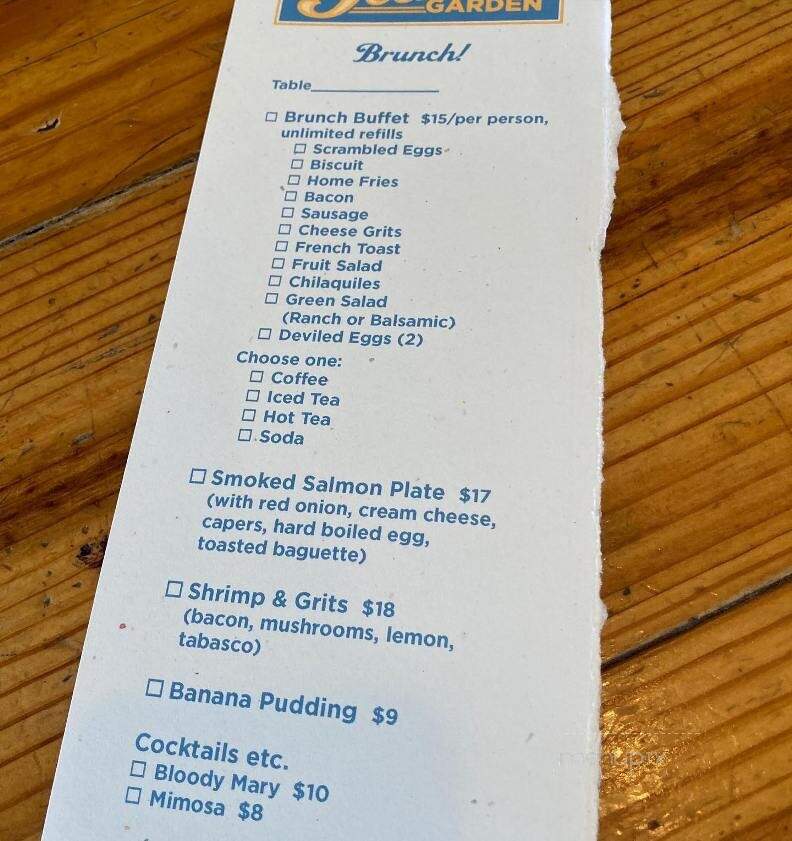 GARDEN
Brunch!
Table
Brunch Buffet $15/per person,
unlimited refills
Scrambled Eggs
Biscuit
Home Fries
Bacon
Sausage
Cheese Grits
French Toast
Fruit Salad
Chilaquiles
Green Salad
(Ranch or Balsamic)
Deviled Eggs (2)
Choose one:
Coffee
Iced Tea
Hot Tea
Soda
Smoked Salmon Plate $17
(with red onion, cream cheese,
capers, hard boiled egg,
toasted baguette)
Shrimp & Grits $18
(bacon, mushrooms, lemon,
tabasco)
Banana Pudding $9
Cocktails etc.
Bloody Mary $10
Mimosa $8